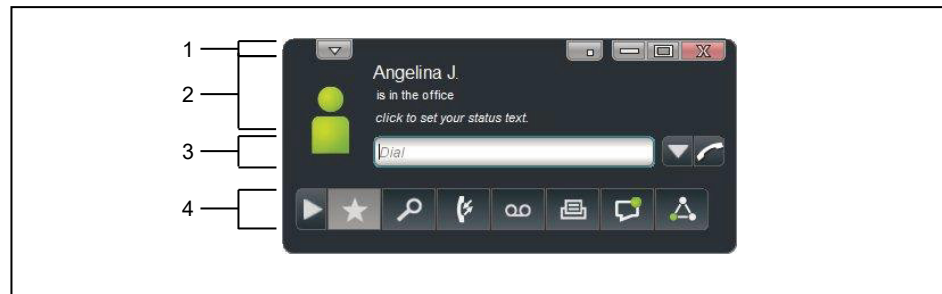 1
2
Angelina J.
is in the office
click to set your status text.
3
Dial
4